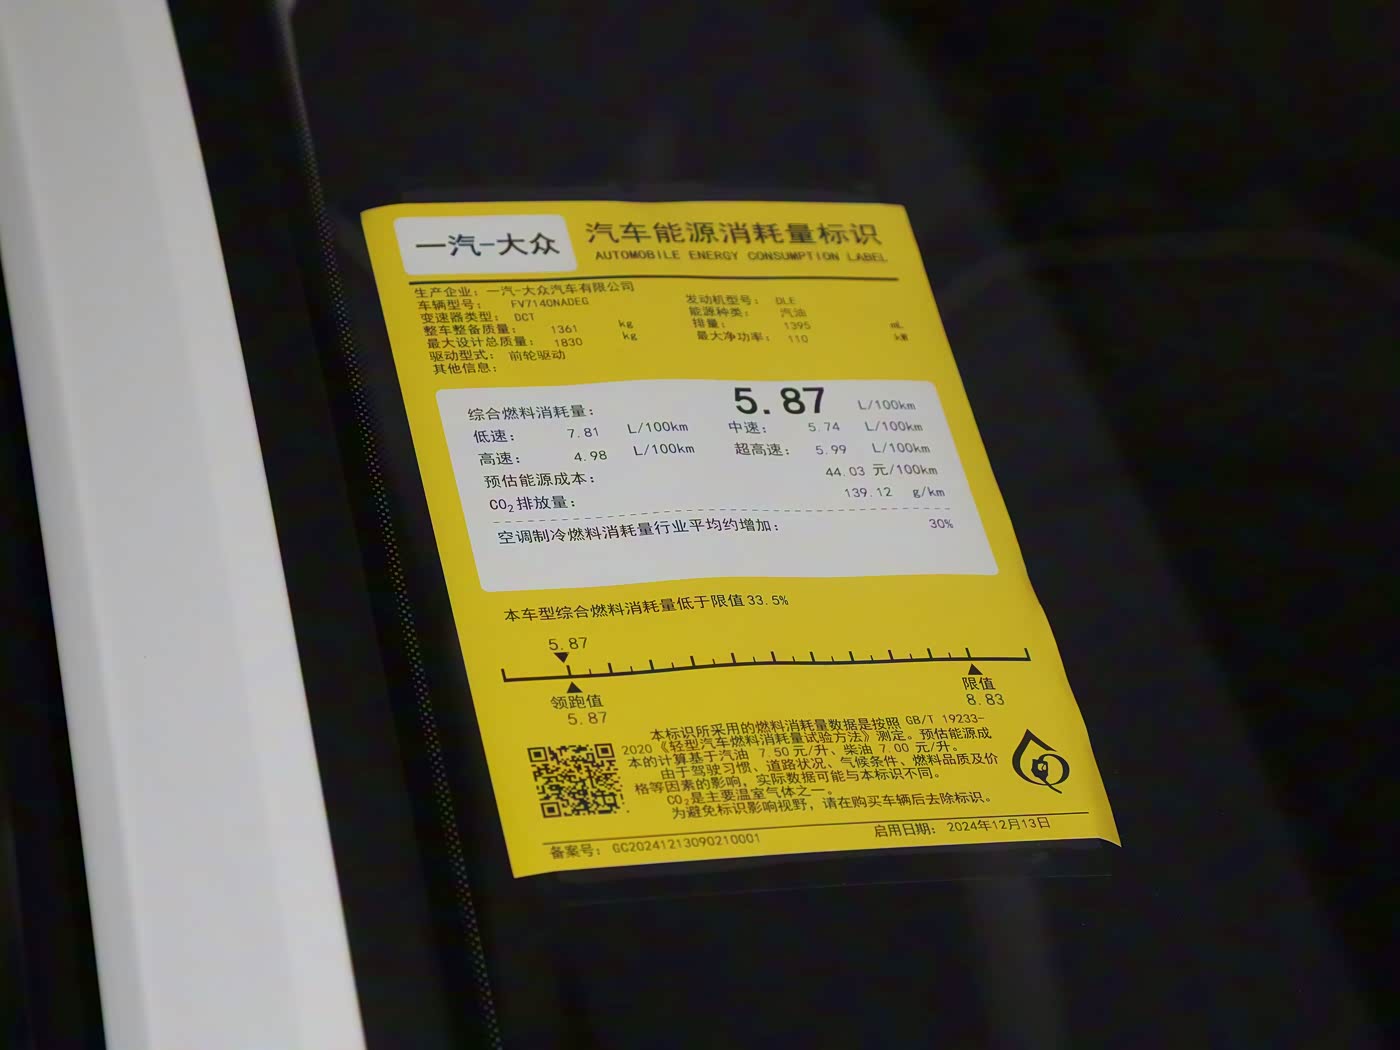 一汽-大众 汽车能源消耗量标识
AUTOMOBILE ENERGY CONSUMPTION LABEL
生产企业：一汽-大众汽车有限公司
车辆型号： FV7140NADEG 发动机型号： DLE
变速器类型： DCT 能源种类： 汽油
整车整备质量： 1361 kg 排量： 1395 mL
最大设计总质量： 1830 kg 最大净功率： 110 kW
驱动型式： 前轮驱动
其他信息：
综合燃料消耗量： 5.87 L/100km
低速： 7.81 L/100km 中速： 5.74 L/100km
高速： 4.98 L/100km 超高速： 5.99 L/100km
预估能源成本： 44.03 元/100km
CO₂排放量： 139.12 g/km
空调制冷燃料消耗量行业平均约增加： 30%
本车型综合燃料消耗量低于限值33.5%
5.87
领跑值 限值
5.87 8.83
本标识所采用的燃料消耗量数据是按照 GB/T 19233-
2020《轻型汽车燃料消耗量试验方法》测定。预估能源成
本的计算基于汽油 7.50 元/升、柴油 7.00 元/升。
由于驾驶习惯、道路状况、气候条件、燃料品质及价
格等因素的影响，实际数据可能与本标识不同。
CO₂是主要温室气体之一。
为避免标识影响视野，请在购买车辆后去除标识。
备案号： GC20241213090210001 启用日期： 2024年12月13日